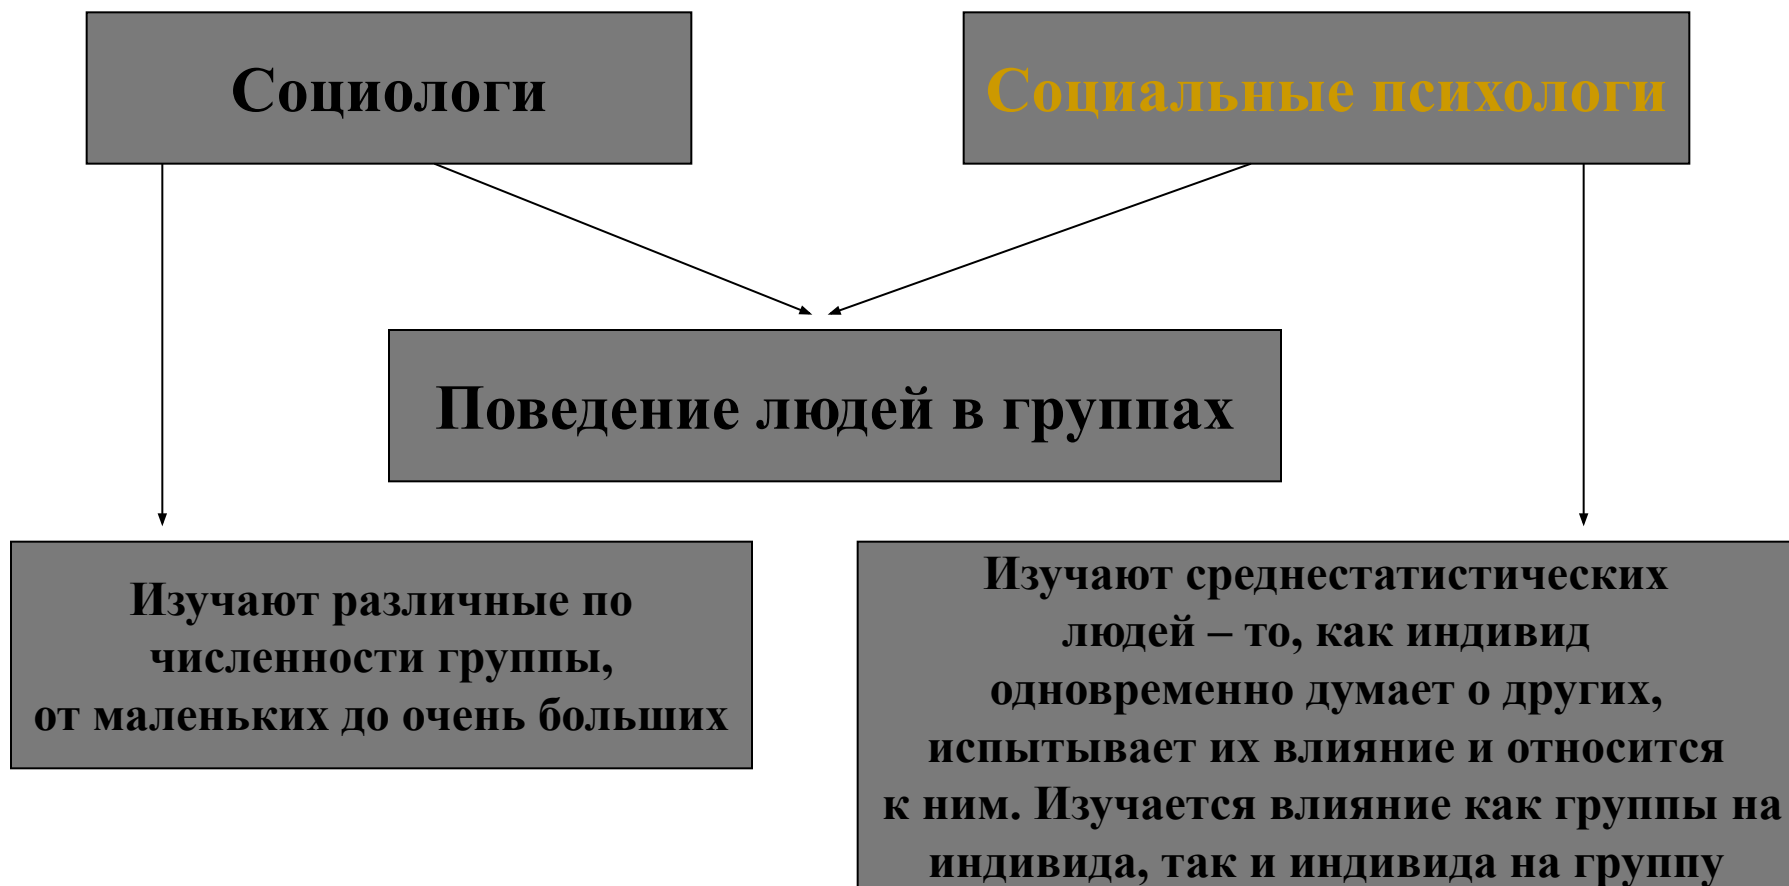 Социологи
Социальные психологи
Поведение людей в группах
Изучают различные по
численности группы,
от маленьких до очень больших
Изучают среднестатистических
людей – то, как индивид
одновременно думает о других,
испытывает их влияние и относится
к ним. Изучается влияние как группы на
индивида, так и индивида на группу